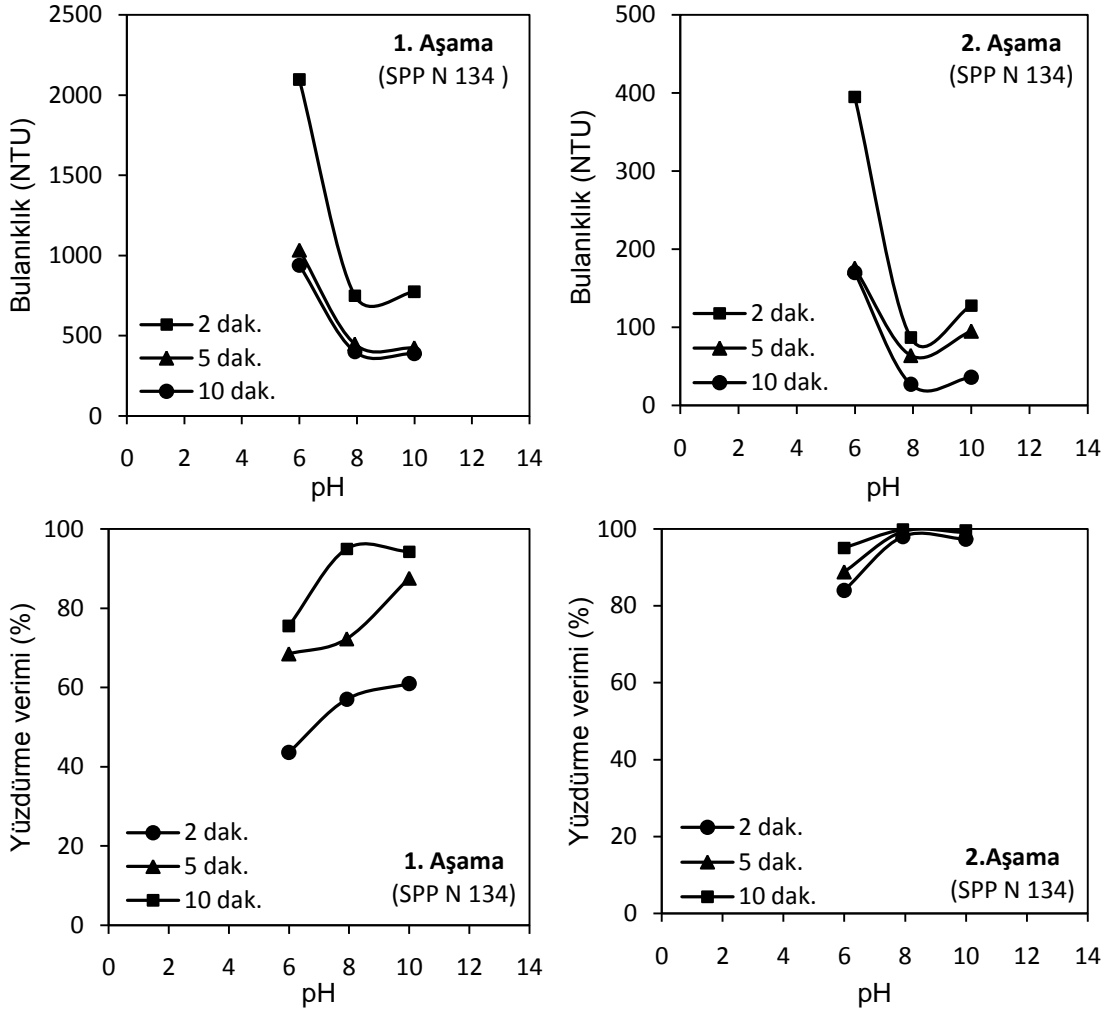 2500
2000
1500
1000
500
0
Bulanıklık (NTU)
1. Aşama
(SPP N 134 )
2 dak.
5 dak.
10 dak.
0 2 4 6 8 10 12 14
pH
500
400
300
200
100
0
Bulanıklık (NTU)
2. Aşama
(SPP N 134)
2 dak.
5 dak.
10 dak.
0 2 4 6 8 10 12 14
pH
100
80
60
40
20
0
Yüzdürme verimi (%)
2 dak.
5 dak.
10 dak.
1. Aşama
(SPP N 134)
0 2 4 6 8 10 12 14
pH
100
80
60
40
20
0
Yüzdürme verimi (%)
2 dak.
5 dak.
10 dak.
2.Aşama
(SPP N 134)
0 2 4 6 8 10 12 14
pH